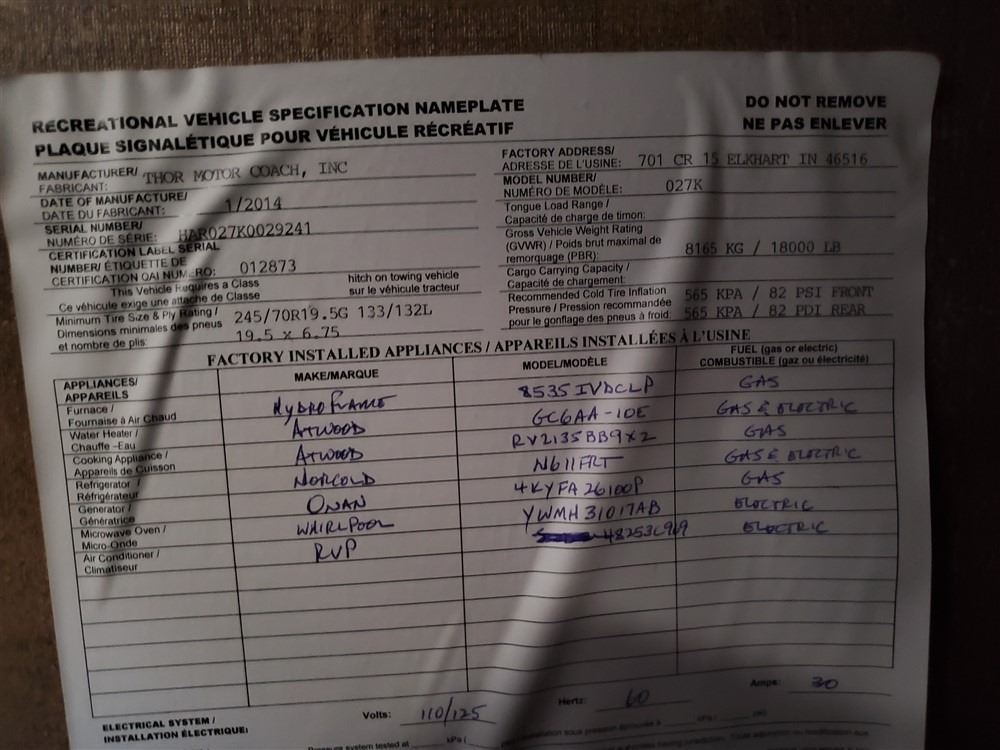 RECREATIONAL VEHICLE SPECIFICATION NAMEPLATE
PLAQUE SIGNALÉTIQUE POUR VÉHICULE RÉCRÉATIF
DO NOT REMOVE
NE PAS ENLEVER
MANUFACTURER/
FABRICANT: THOR MOTOR COACH, INC
DATE OF MANUFACTURE/
DATE DU FABRICANT: 1/2014
SERIAL NUMBER/
NUMÉRO DE SÉRIE: HAR027K0029241
CERTIFICATION LABEL SERIAL
NUMBER/ ÉTIQUETTE DE
CERTIFICATION QAI NUMÉRO: 012873
This Vehicle Requires a Class hitch on towing vehicle
Ce véhicule exige une attache de Classe sur le véhicule tracteur
Minimum Tire Size & Ply Rating / 245/70R19.5G 133/132L
Dimensions minimales des pneus
et nombre de plis: 19.5 x 6.75
FACTORY ADDRESS/
ADRESSE DE L'USINE: 701 CR 15 ELKHART IN 46516
MODEL NUMBER/
NUMÉRO DE MODÈLE: 027K
Tongue Load Range /
Capacité de charge de timon:
Gross Vehicle Weight Rating
(GVWR) / Poids brut maximal de
remorquage (PBR): 8165 KG / 18000 LB
Cargo Carrying Capacity /
Capacité de chargement:
Recommended Cold Tire Inflation 565 KPA / 82 PSI FRONT
Pressure / Pression recommandée
pour le gonflage des pneus à froid: 565 KPA / 82 PDI REAR
FACTORY INSTALLED APPLIANCES / APPAREILS INSTALLÉES À L'USINE
APPLIANCES/ MAKE/MARQUE MODEL/MODÈLE FUEL (gas or electric)
APPAREILS COMBUSTIBLE (gaz ou électricité)
Furnace / HYDROFLAME 8535 IVDCLP GAS
Fournaise à Air Chaud
Water Heater / ATWOOD GC6AA-10E GAS & ELECTRIC
Chauffe -Eau
Cooking Appliance / ATWOOD RV2135BB9X2 GAS
Appareils de Cuisson
Refrigerator / NORCOLD N611FRT GAS & ELECTRIC
Réfrigérateur
Generator / ONAN 4KYFA26100P GAS
Génératrice
Microwave Oven / WHIRLPOOL YWMH31017AB ELECTRIC
Micro-Onde
Air Conditioner / RVP 48253C969 ELECTRIC
Climatiseur
ELECTRICAL SYSTEM / Volts: 110/125 Hertz: 60 Amps: 30
INSTALLATION ÉLECTRIQUE: